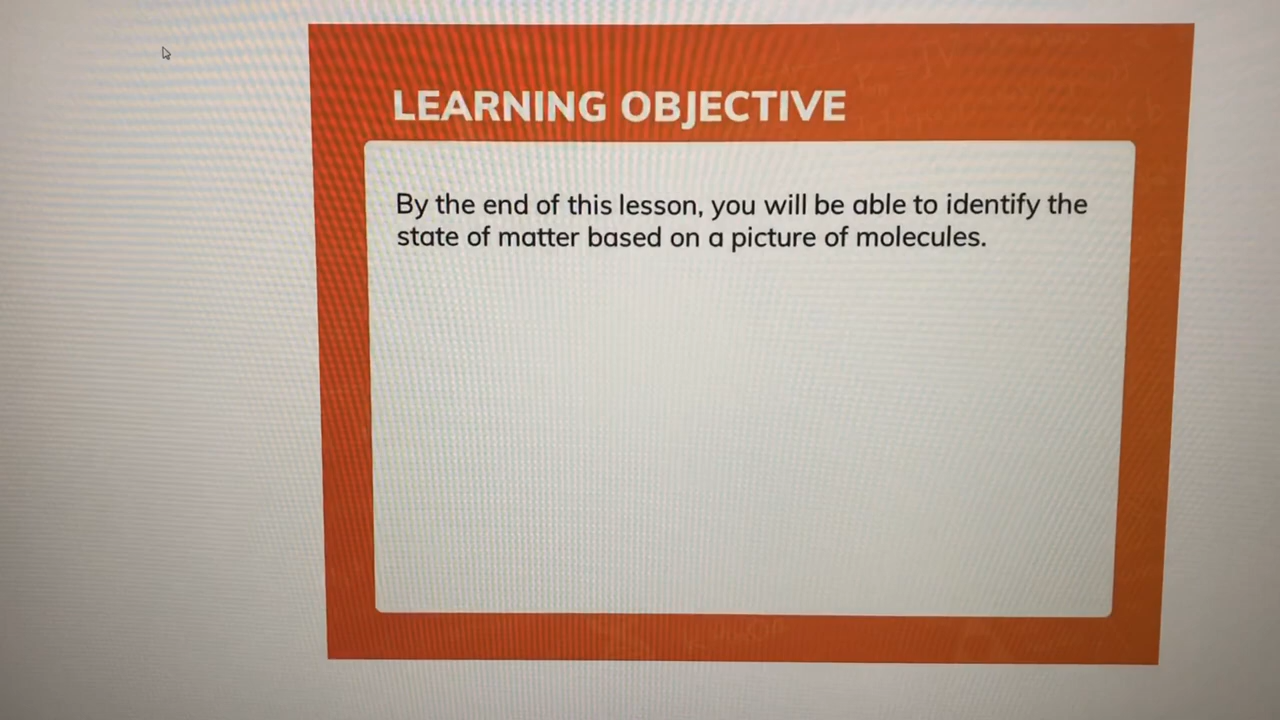 LEARNING OBJECTIVE
By the end of this lesson, you will be able to identify the
state of matter based on a picture of molecules.